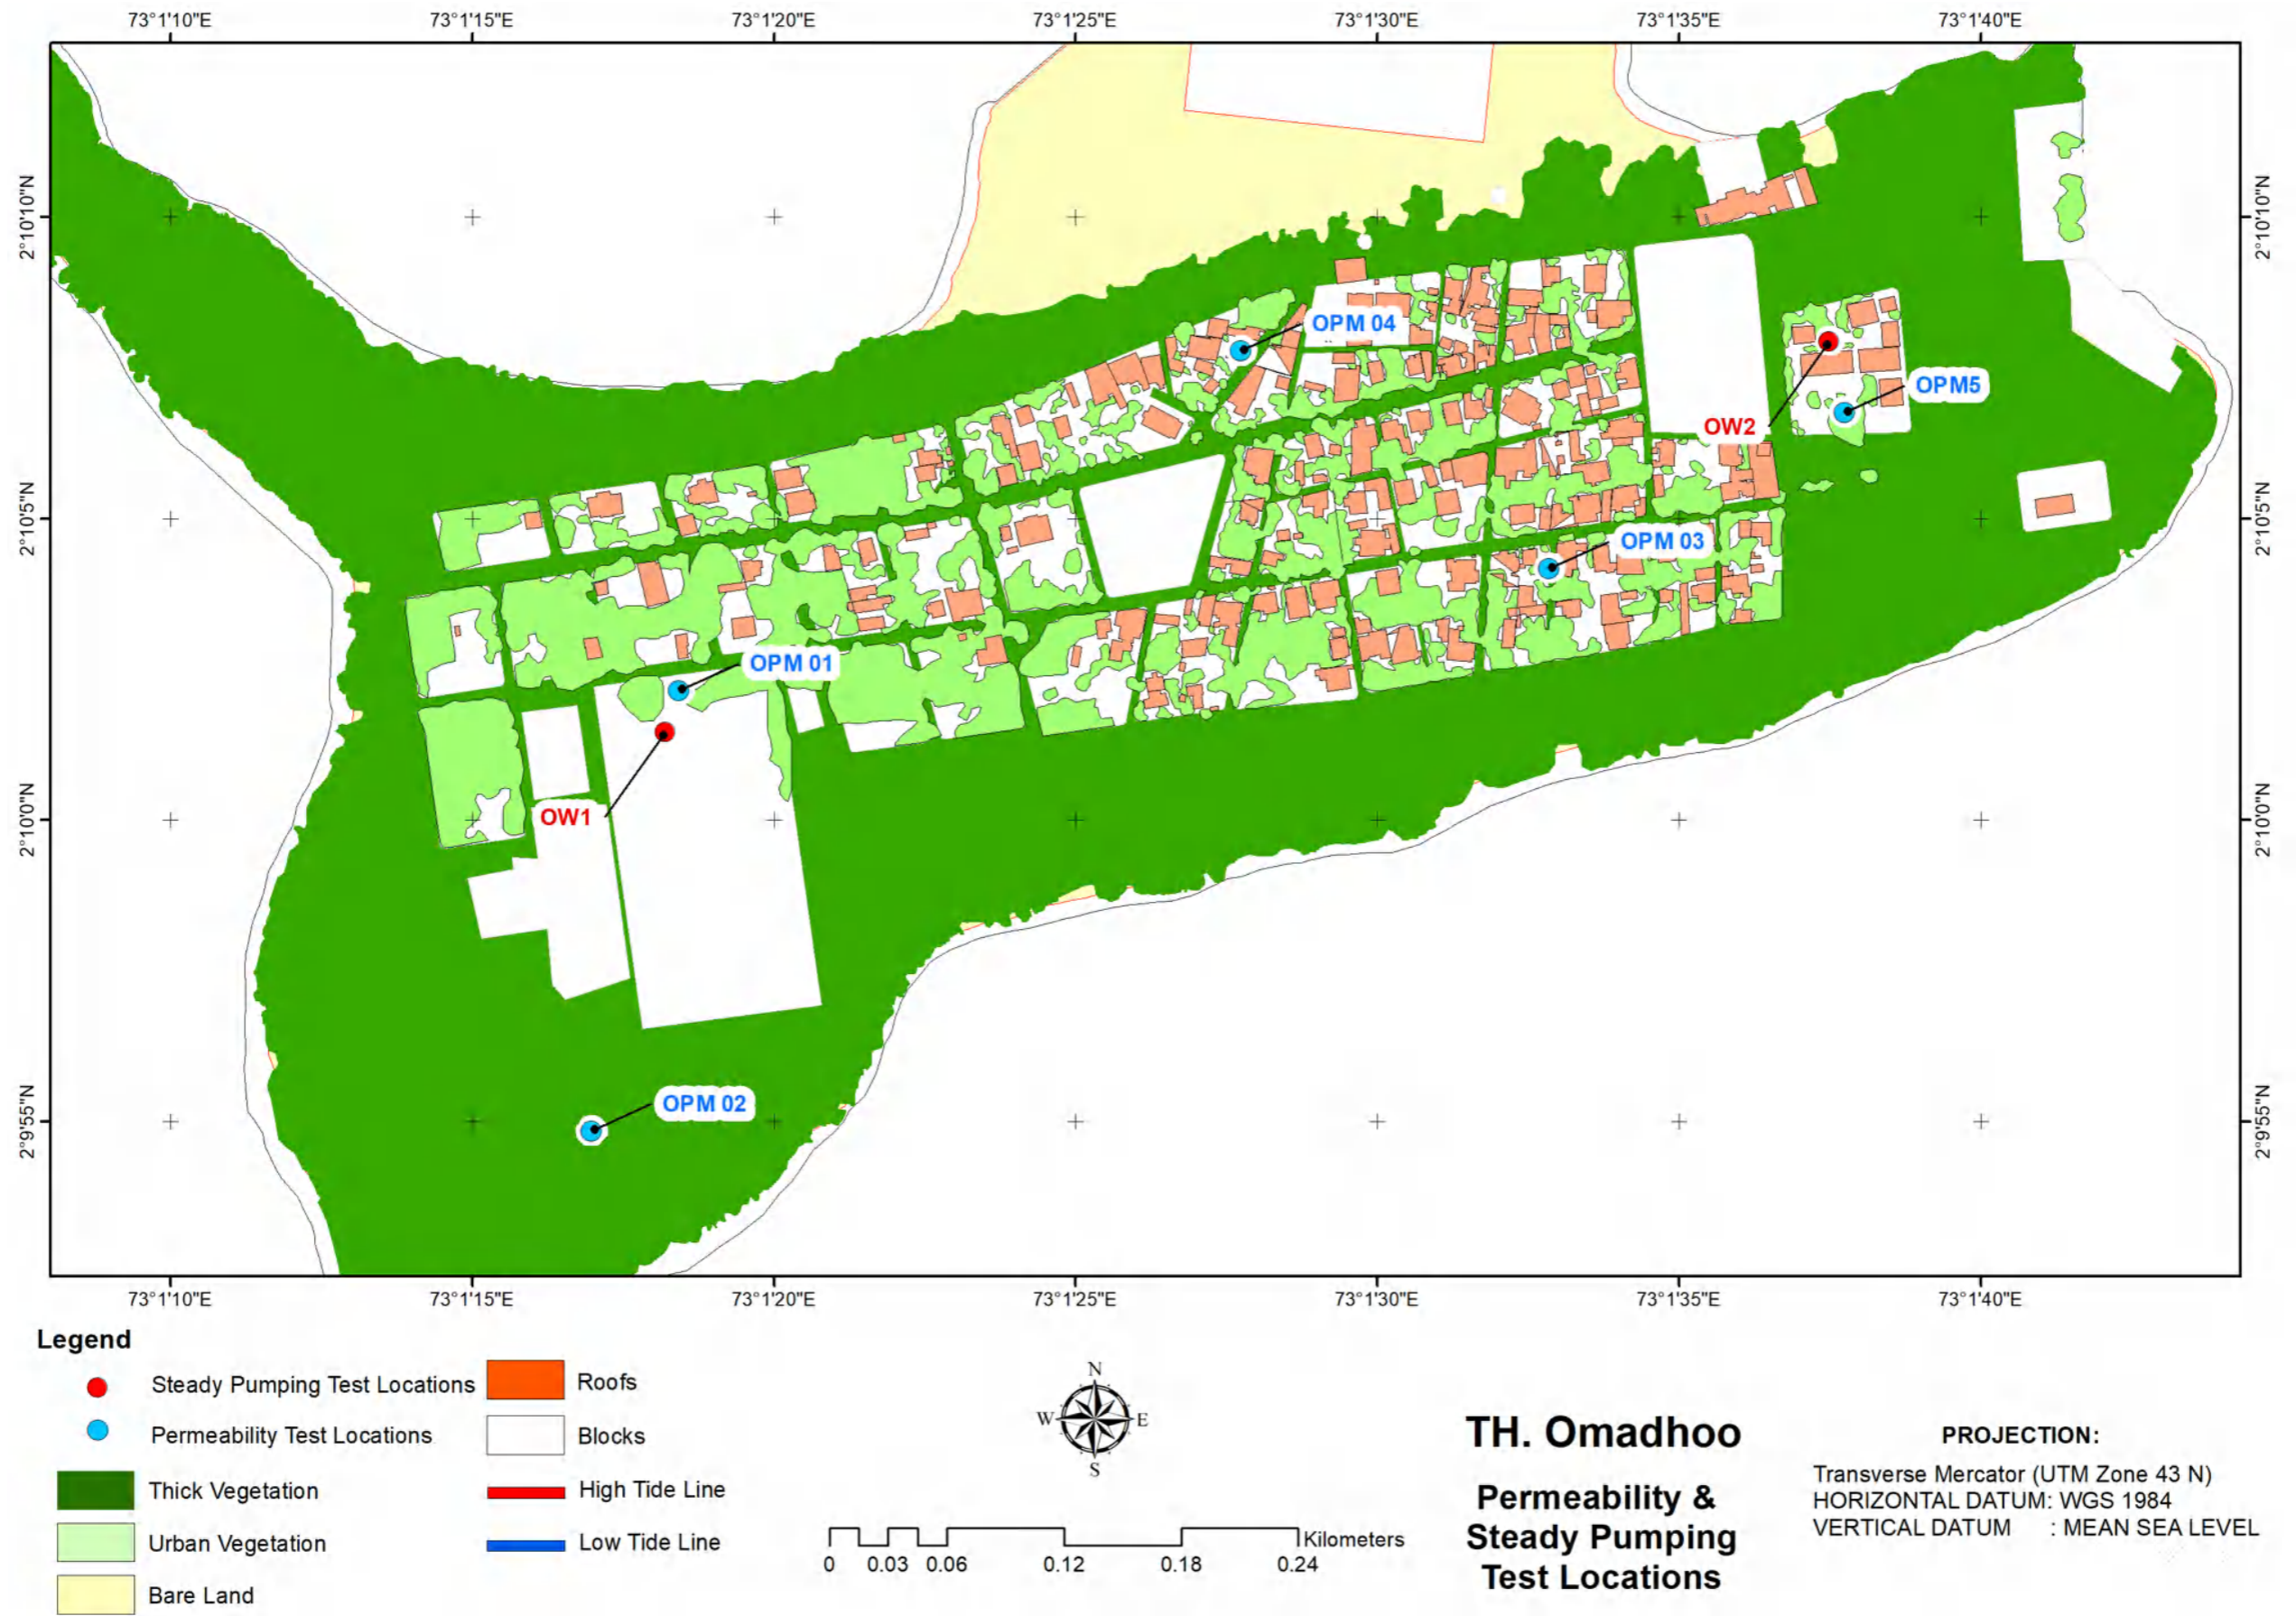 73°1'10"E 73°1'15"E 73°1'20"E 73°1'25"E 73°1'30"E 73°1'35"E 73°1'40"E
2°10'10"N 2°10'10"N
OPM 04
OPM5
OW2
2°10'5"N 2°10'5"N
OPM 03
OPM 01
OW1
2°10'0"N 2°10'0"N
OPM 02
2°9'55"N 2°9'55"N
73°1'10"E 73°1'15"E 73°1'20"E 73°1'25"E 73°1'30"E 73°1'35"E 73°1'40"E
Legend
Steady Pumping Test Locations
Permeability Test Locations
Thick Vegetation
Urban Vegetation
Bare Land
Roofs
Blocks
High Tide Line
Low Tide Line
N
W E
S
Kilometers
0 0.03 0.06 0.12 0.18 0.24
TH. Omadhoo
Permeability &
Steady Pumping
Test Locations
PROJECTION:
Transverse Mercator (UTM Zone 43 N)
HORIZONTAL DATUM: WGS 1984
VERTICAL DATUM : MEAN SEA LEVEL